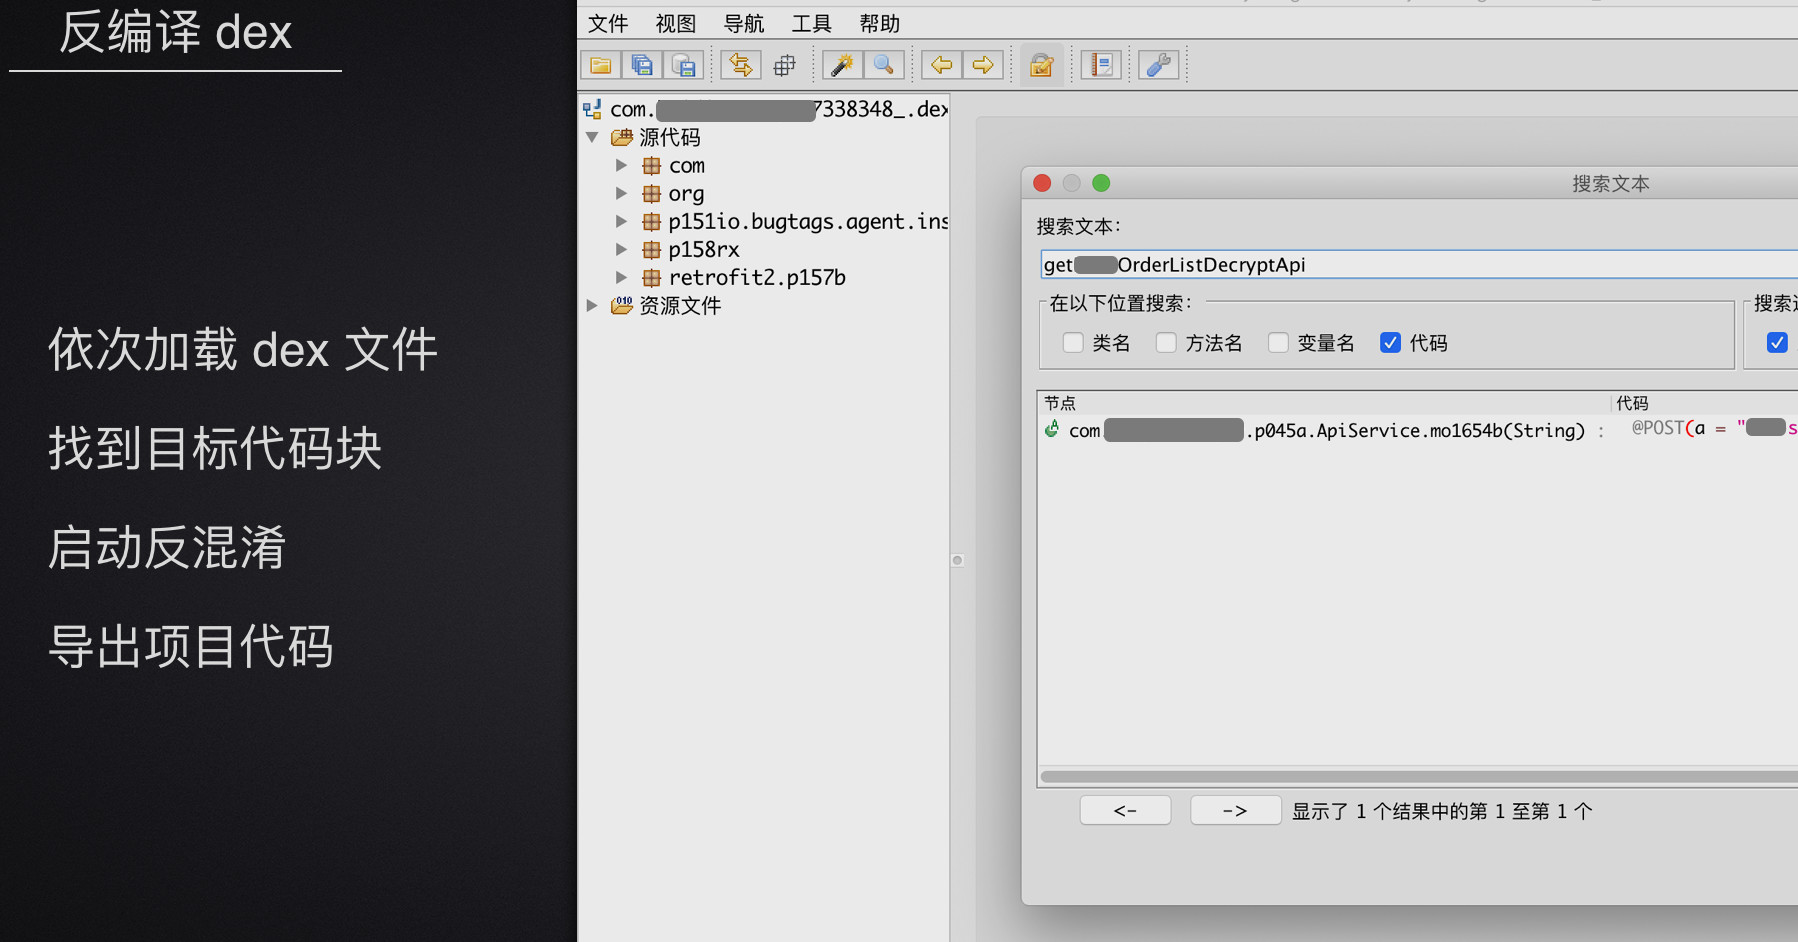 反编译 dex
依次加载 dex 文件
找到目标代码块
启动反混淆
导出项目代码
文件 视图 导航 工具 帮助
com. 7338348_.dex
源代码
com
org
p151io.bugtags.agent.ins
p158rx
retrofit2.p157b
资源文件
搜索文本
搜索文本：
get OrderListDecryptApi
在以下位置搜索：
类名 方法名 变量名 代码
搜索
节点 代码
com .p045a.ApiService.mo1654b(String) : @POST(a = " s
<- -> 显示了 1 个结果中的第 1 至第 1 个